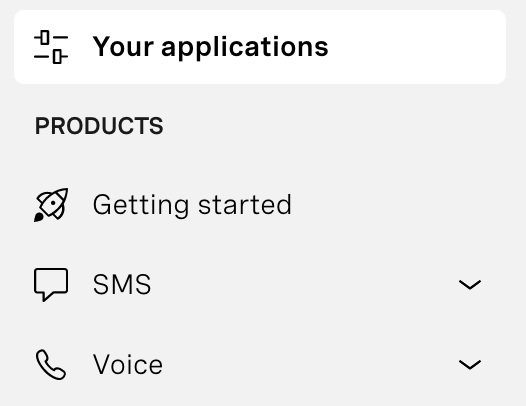 Your applications
PRODUCTS
Getting started
SMS
Voice